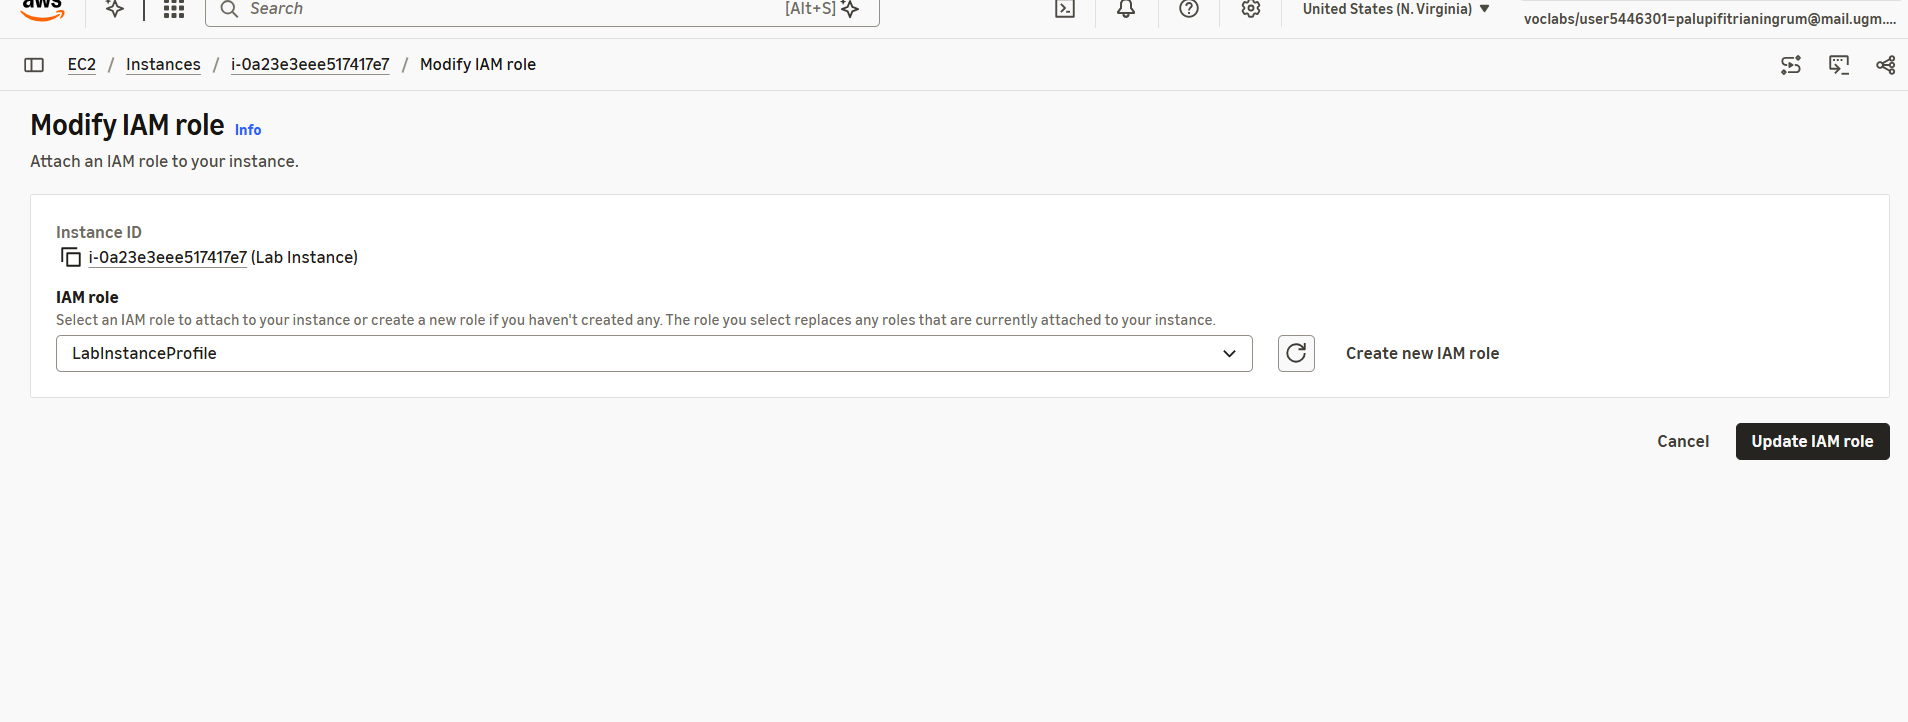 aws
Search [Alt+S] United States (N. Virginia) ▼ voclabs/user5446301=palupifitrianingrum@mail.ugm....
EC2 / Instances / i-0a23e3eee517417e7 / Modify IAM role
Modify IAM role Info
Attach an IAM role to your instance.
Instance ID
i-0a23e3eee517417e7 (Lab Instance)
IAM role
Select an IAM role to attach to your instance or create a new role if you haven't created any. The role you select replaces any roles that are currently attached to your instance.
LabInstanceProfile Create new IAM role
Cancel Update IAM role